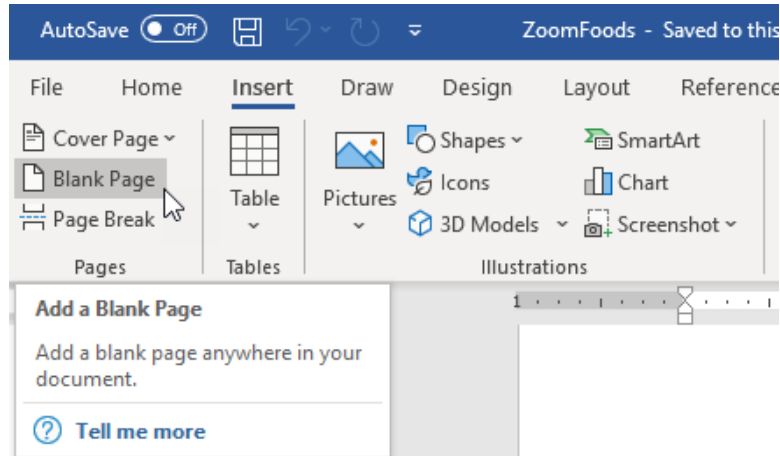 AutoSave Off ZoomFoods - Saved to this
File Home Insert Draw Design Layout Reference
Cover Page
Blank Page
Page Break
Pages
Table
Tables
Pictures
Shapes
Icons
3D Models
SmartArt
Chart
Screenshot
Illustrations
1
Add a Blank Page
Add a blank page anywhere in your
document.
Tell me more